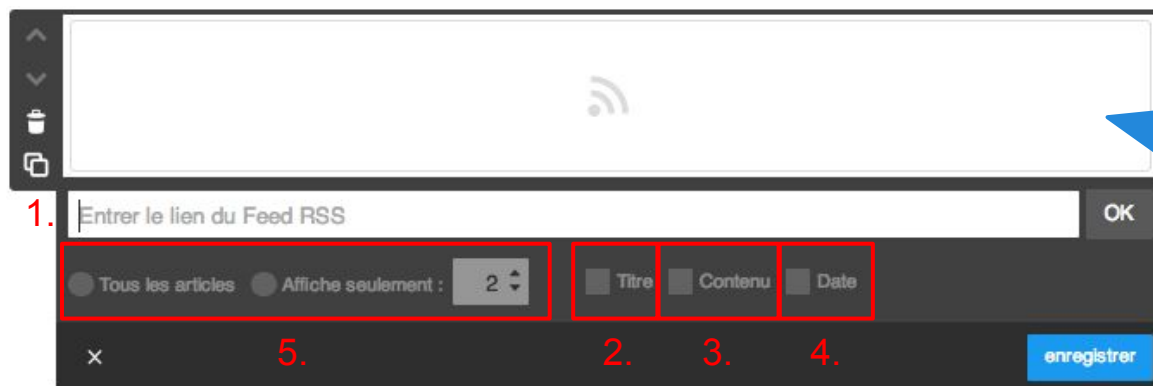 1. Entrer le lien du Feed RSS OK
Tous les articles Affiche seulement : 2 Titre Contenu Date
5. 2. 3. 4. enregistrer